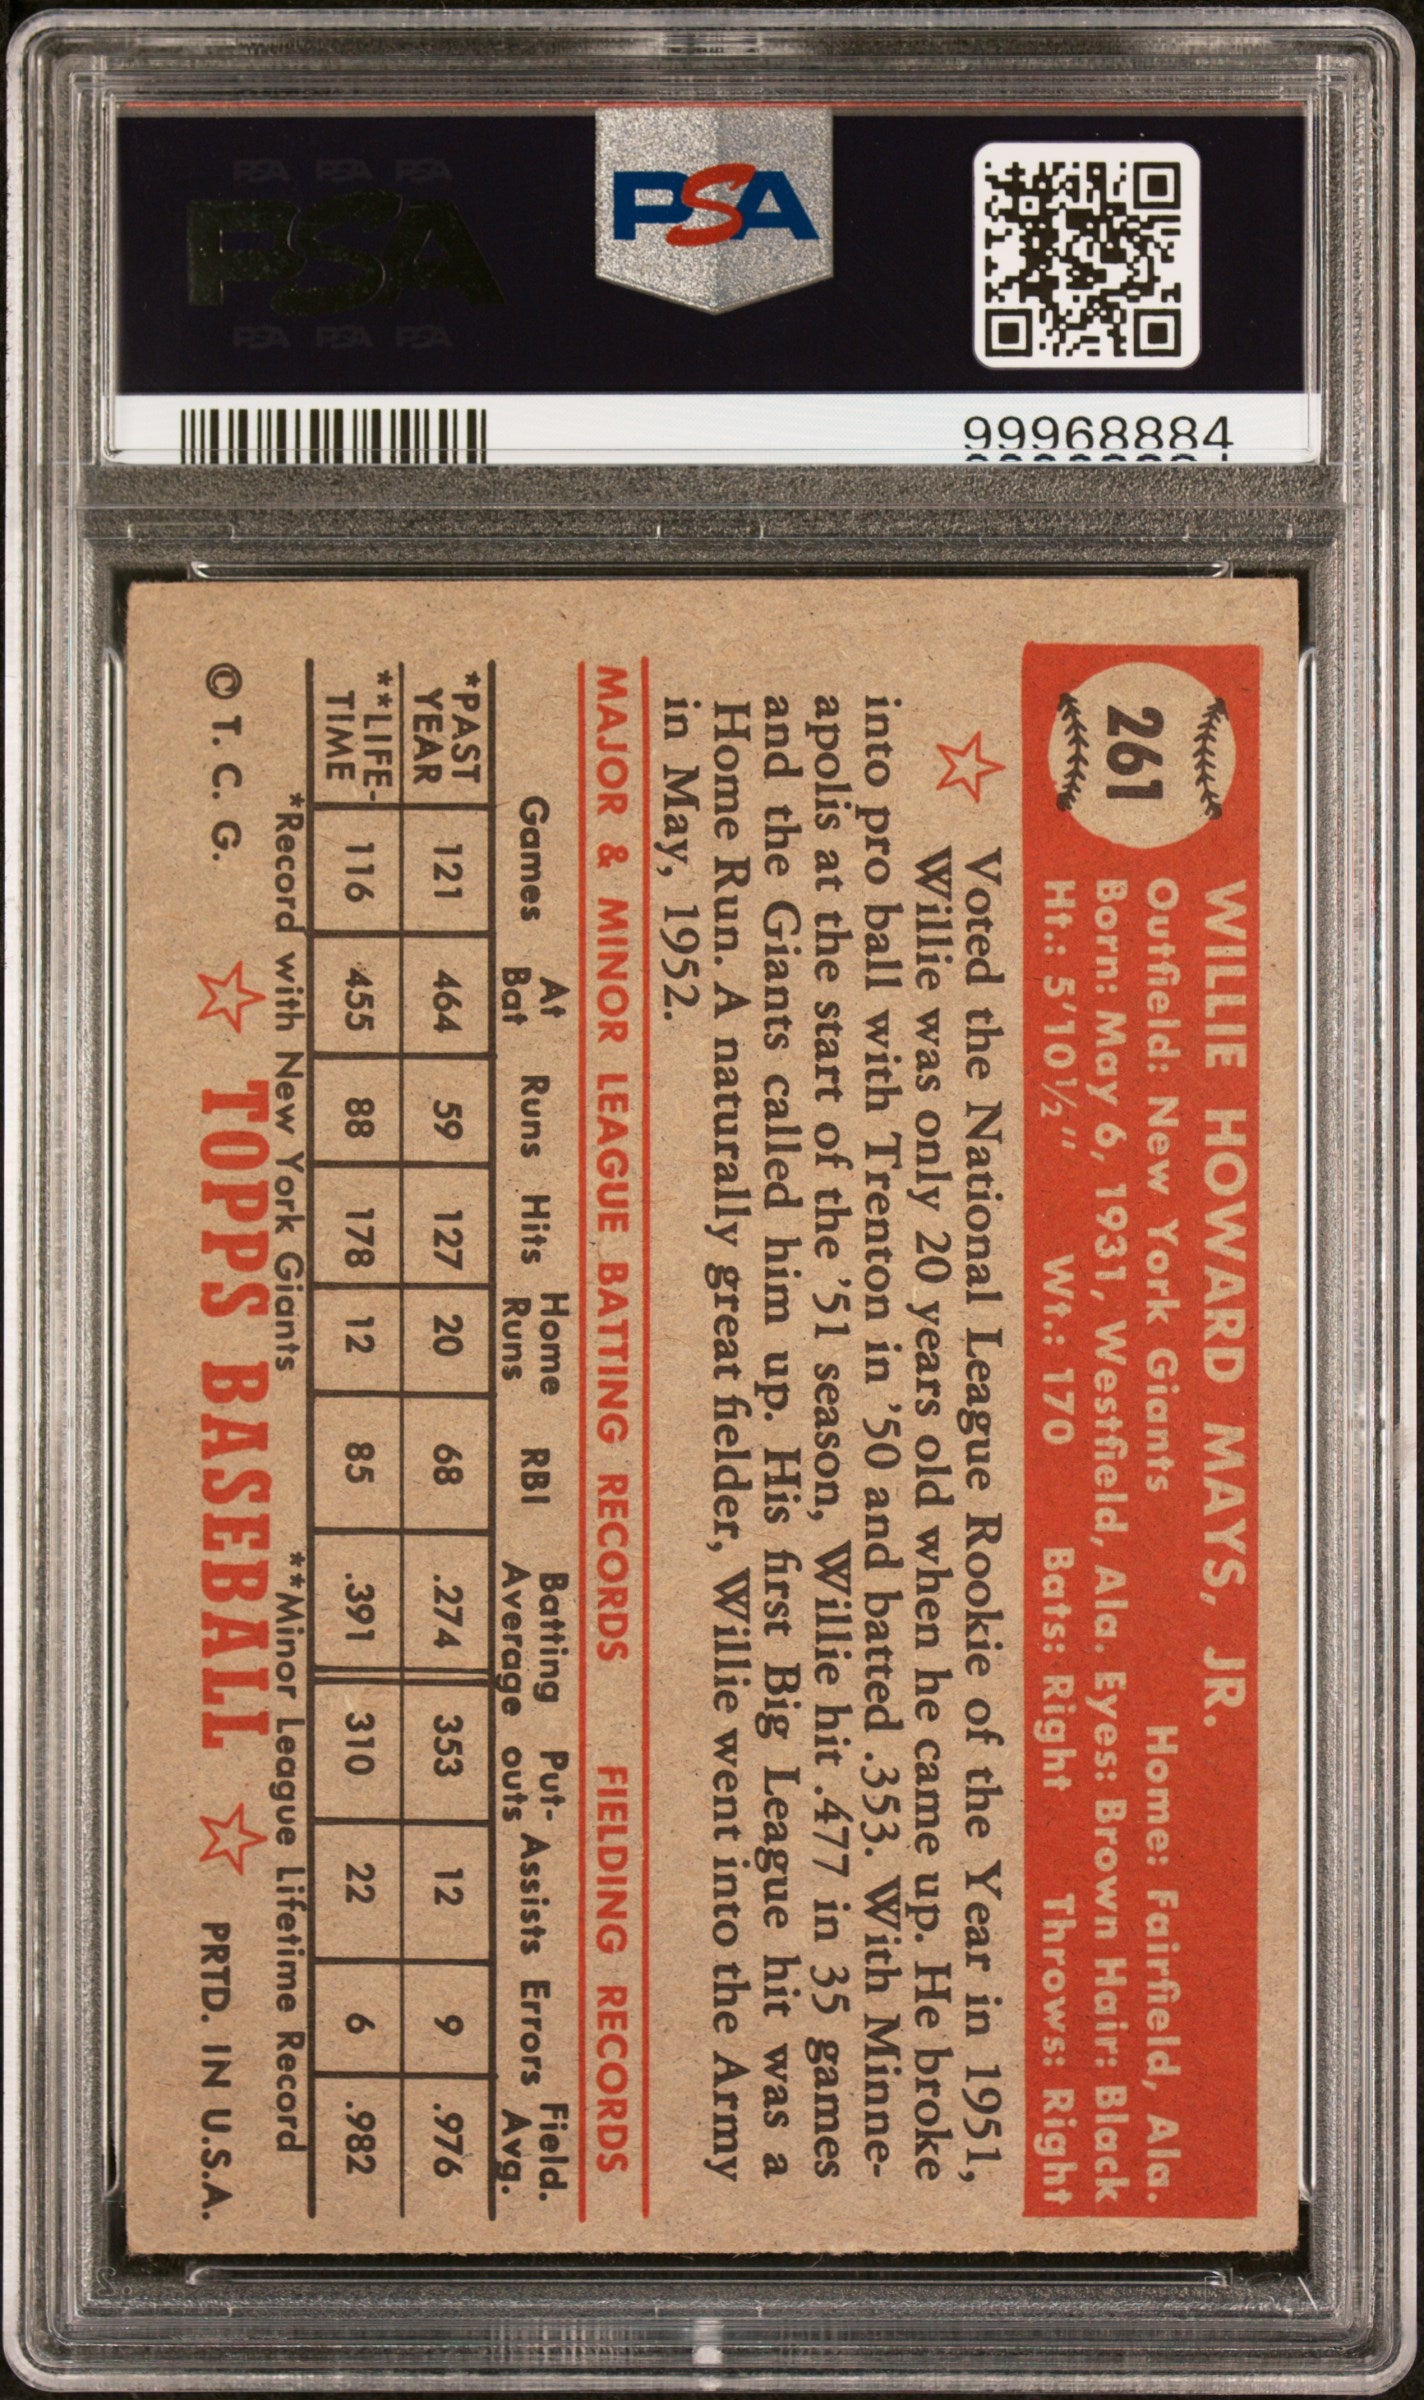 PSA PSA PSA
PSA
PSA PSA PSA
PSA
99968884
261
WILLIE HOWARD MAYS, JR.
Outfield: New York Giants Home: Fairfield, Ala.
Born: May 6, 1931, Westfield, Ala. Eyes: Brown Hair: Black
Ht.: 5'10½" Wt.: 170 Bats: Right Throws: Right
Voted the National League Rookie of the Year in 1951,
Willie was only 20 years old when he came up. He broke
into pro ball with Trenton in '50 and batted .353. With Minne-
apolis at the start of the '51 season, Willie hit .477 in 35 games
and the Giants called him up. His first Big League hit was a
Home Run. A naturally great fielder, Willie went into the Army
in May, 1952.
MAJOR & MINOR LEAGUE BATTING RECORDS FIELDING RECORDS
Games At Bat Runs Hits Home Runs RBI Batting Average Put-outs Assists Errors Field. Avg.
*PAST YEAR 121 464 59 127 20 68 .274 353 12 9 .976
**LIFE-TIME 116 455 88 178 12 85 .391 310 22 6 .982
*Record with New York Giants **Minor League Lifetime Record
© T. C. G. TOPPS BASEBALL PRTD. IN U.S.A.